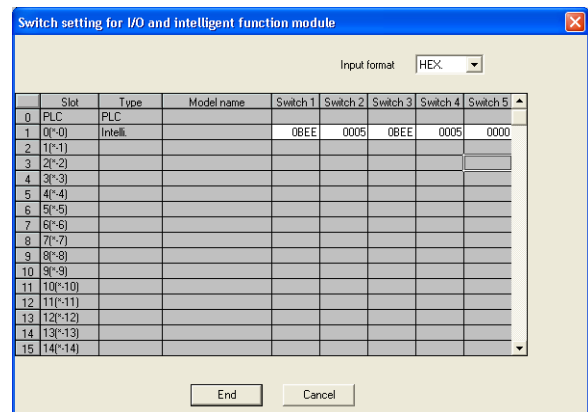 Switch setting for I/O and intelligent function module
Input format HEX.
Slot Type Model name Switch 1 Switch 2 Switch 3 Switch 4 Switch 5
0 PLC PLC
1 0(*-0) Intelli. 0BEE 0005 0BEE 0005 0000
2 1(*-1)
3 2(*-2)
4 3(*-3)
5 4(*-4)
6 5(*-5)
7 6(*-6)
8 7(*-7)
9 8(*-8)
10 9(*-9)
11 10(*-10)
12 11(*-11)
13 12(*-12)
14 13(*-13)
15 14(*-14)
End Cancel